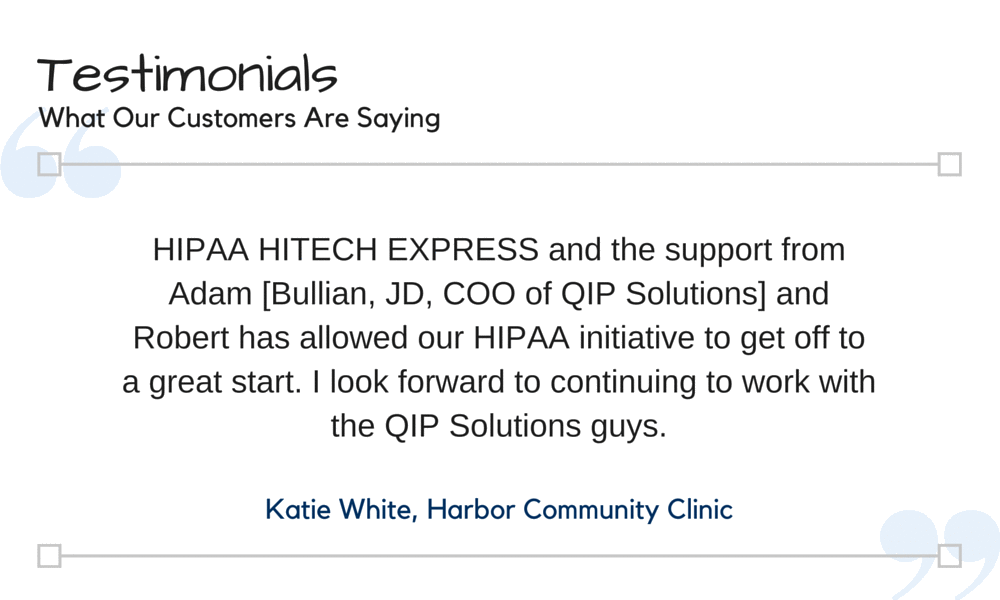 Testimonials
What Our Customers Are Saying
HIPAA HITECH EXPRESS and the support from
Adam [Bullian, JD, COO of QIP Solutions] and
Robert has allowed our HIPAA initiative to get off to
a great start. I look forward to continuing to work with
the QIP Solutions guys.
Katie White, Harbor Community Clinic